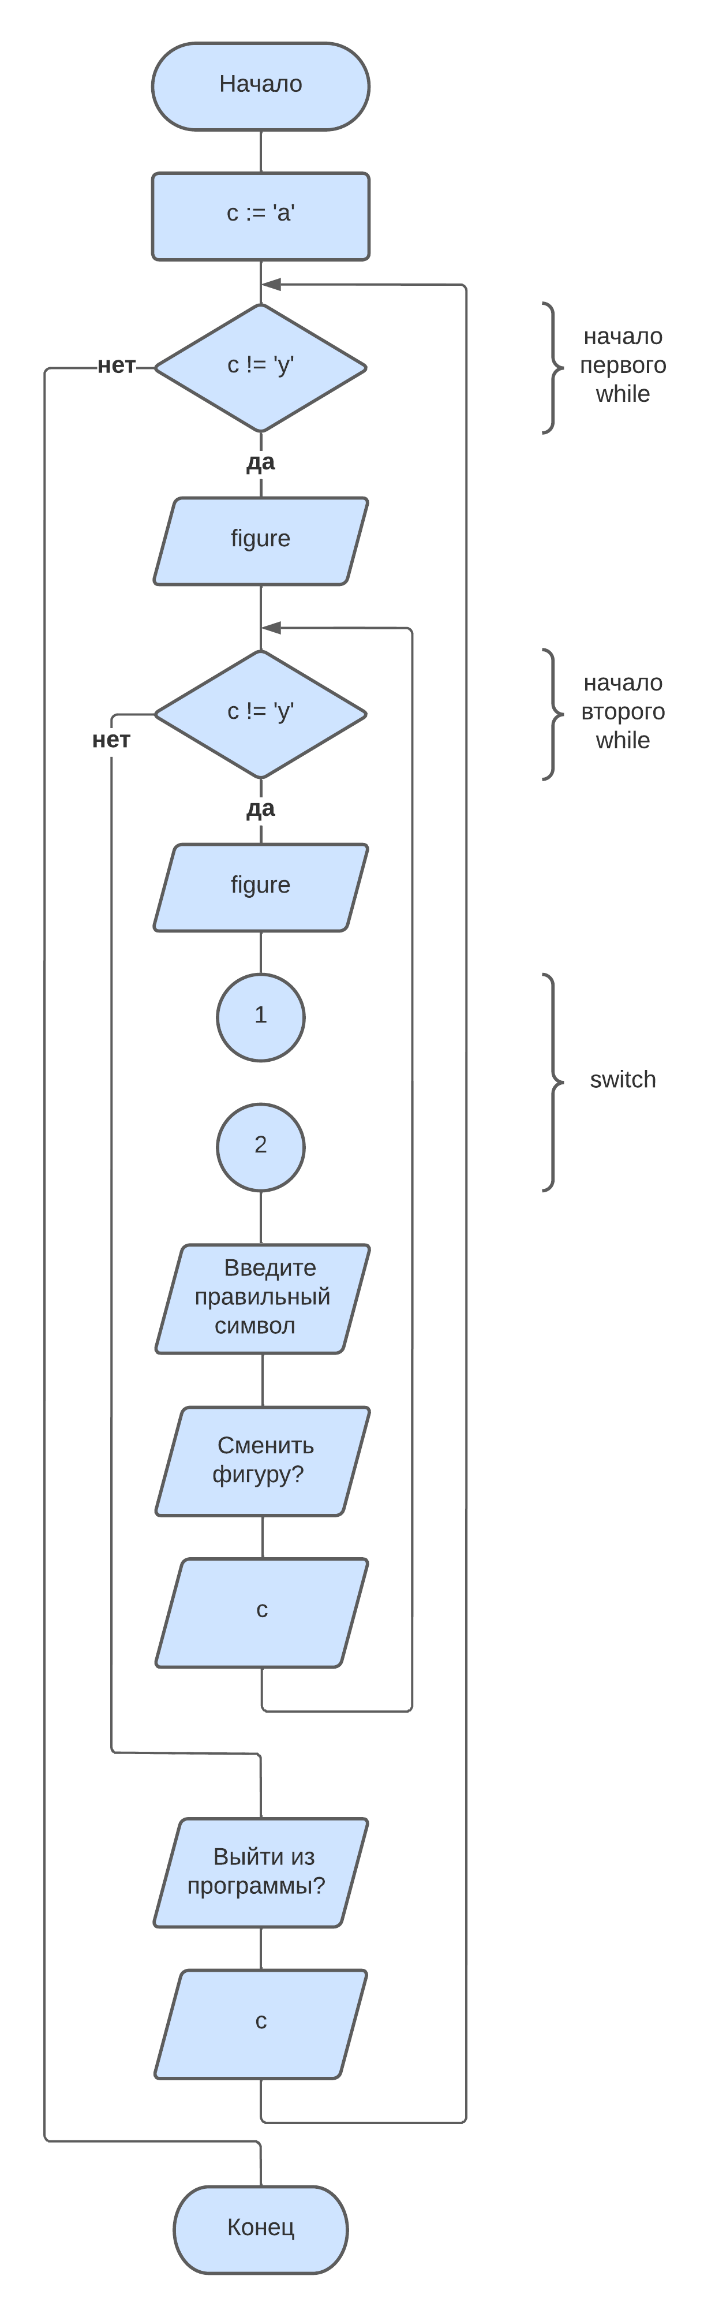 Начало
c := 'a'
c != 'y'
нет
начало
первого
while
да
figure
c != 'y'
нет
начало
второго
while
да
figure
1
switch
2
Введите
правильный
символ
Сменить
фигуру?
c
Выйти из
программы?
c
Конец